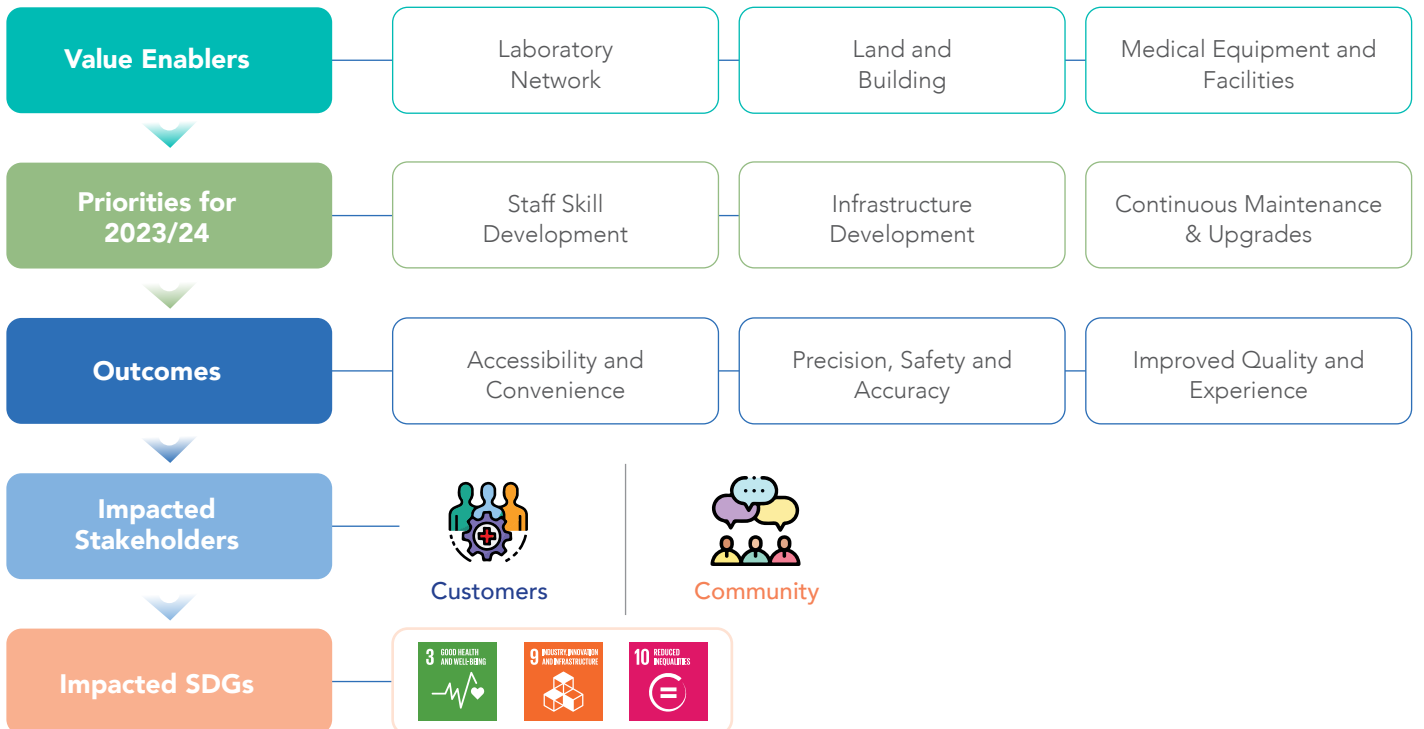 Value Enablers
Laboratory
Network
Land and
Building
Medical Equipment and
Facilities
Priorities for
2023/24
Staff Skill
Development
Infrastructure
Development
Continuous Maintenance
& Upgrades
Outcomes
Accessibility and
Convenience
Precision, Safety and
Accuracy
Improved Quality and
Experience
Impacted
Stakeholders
Customers
Community
Impacted SDGs
3 GOOD HEALTH
AND WELL-BEING
9 INDUSTRY, INNOVATION
AND INFRASTRUCTURE
10 REDUCED
INEQUALITIES